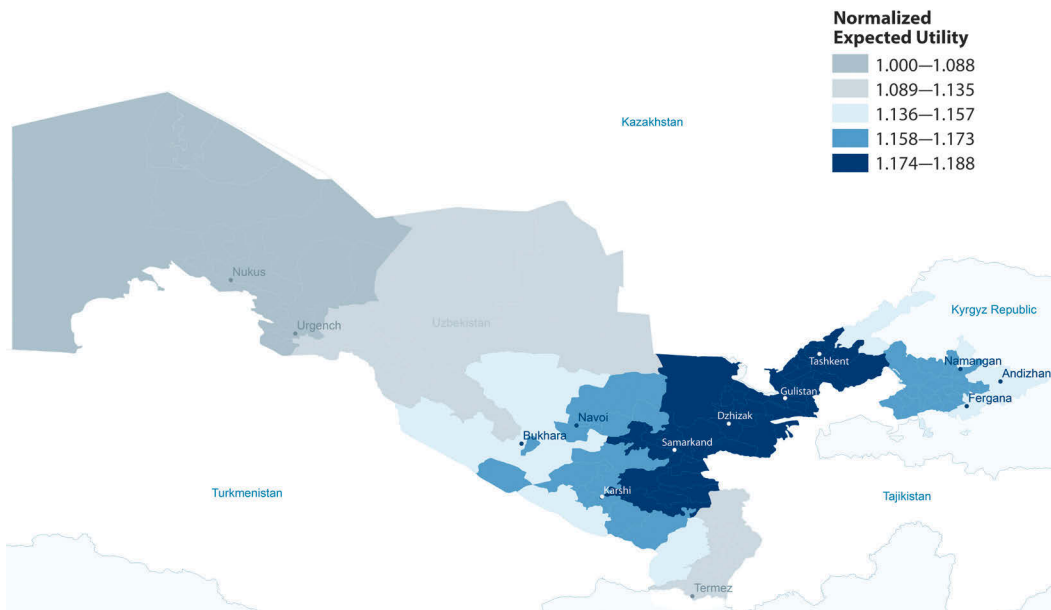 Normalized
Expected Utility
1.000—1.088
1.089—1.135
1.136—1.157
1.158—1.173
1.174—1.188
Kazakhstan
Nukus
Urgench
Uzbekistan
Kyrgyz Republic
Tashkent
Namangan
Andizhan
Gulistan
Fergana
Navoi
Dzhizak
Bukhara
Samarkand
Karshi
Turkmenistan
Tajikistan
Termez